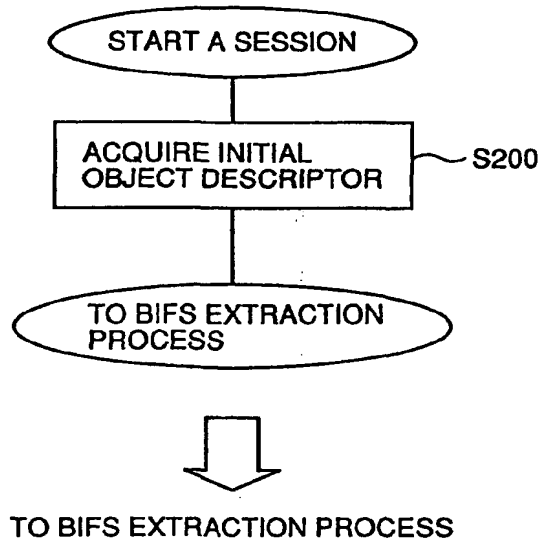 START A SESSION
ACQUIRE INITIAL
OBJECT DESCRIPTOR
S200
TO BIFS EXTRACTION
PROCESS
TO BIFS EXTRACTION PROCESS